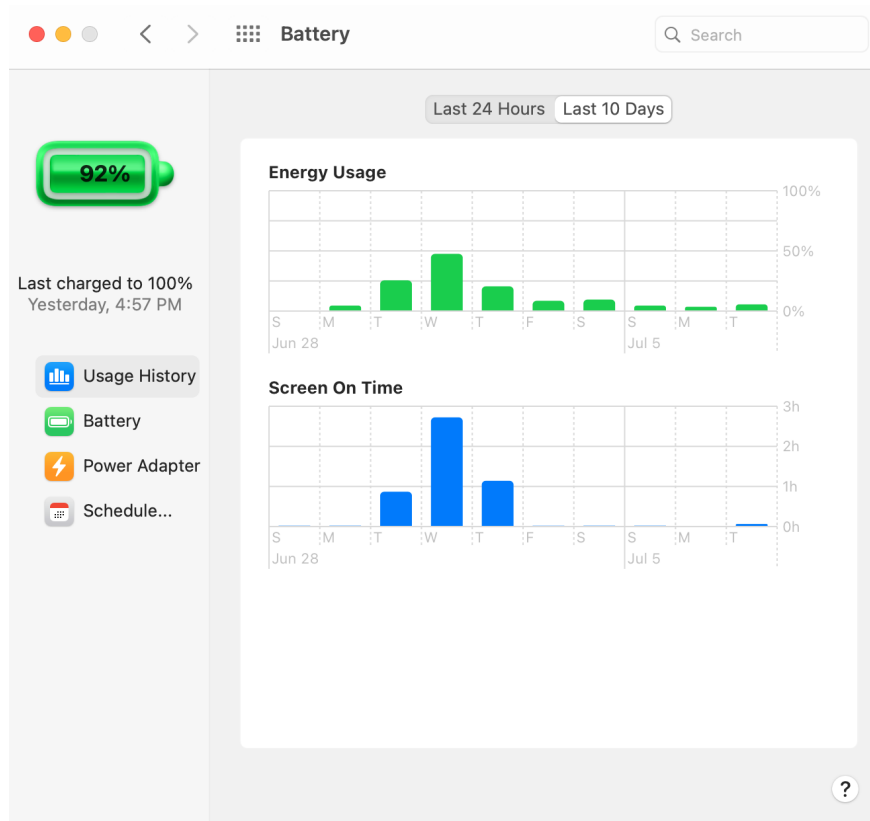 Battery
Search
92%
Last charged to 100%
Yesterday, 4:57 PM
Usage History
Battery
Power Adapter
Schedule...
Last 24 Hours
Last 10 Days
Energy Usage
100%
50%
0%
S M T W T F S S M T
Jun 28 Jul 5
Screen On Time
3h
2h
1h
0h
S M T W T F S S M T
Jun 28 Jul 5
?